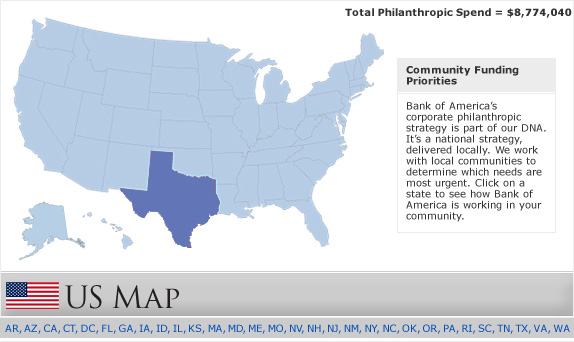 Total Philanthropic Spend = $8,774,040
Community Funding
Priorities
Bank of America's
corporate philanthropic
strategy is part of our DNA.
It's a national strategy,
delivered locally. We work
with local communities to
determine which needs are
most urgent. Click on a
state to see how Bank of
America is working in your
community.
US MAP
AR, AZ, CA, CT, DC, FL, GA, IA, ID, IL, KS, MA, MD, ME, MO, NV, NH, NJ, NM, NY, NC, OK, OR, PA, RI, SC, TN, TX, VA, WA